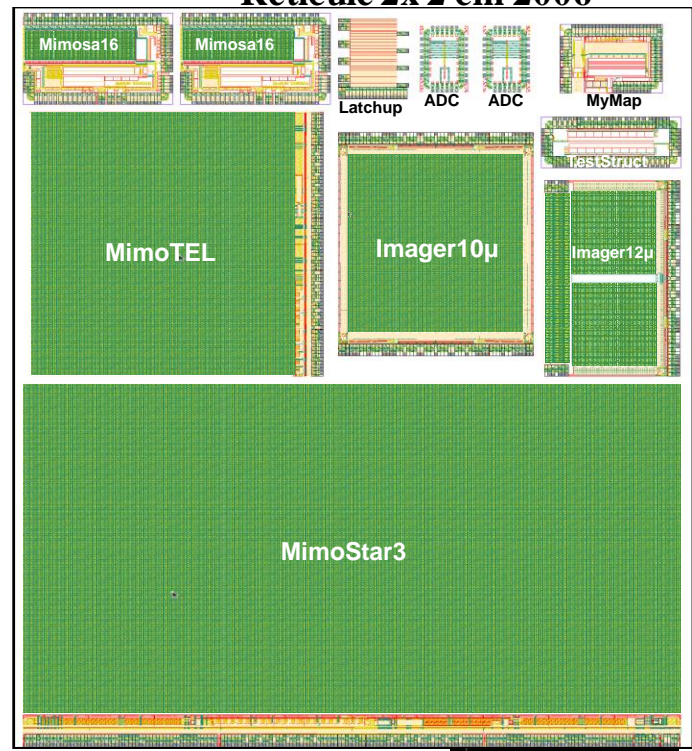 Reticule 2x 2 cm 2006
Mimosa16
Mimosa16
Latchup
ADC
ADC
MyMap
TestStruct
MimoTEL
Imager10µ
Imager12µ
MimoStar3